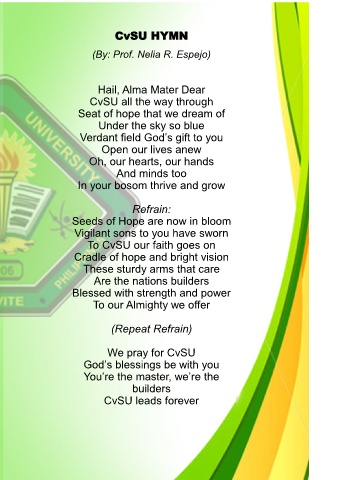 CvSU HYMN
(By: Prof. Nelia R. Espejo)
Hail, Alma Mater Dear
CvSU all the way through
Seat of hope that we dream of
Under the sky so blue
Verdant field God's gift to you
Open our lives anew
Oh, our hearts, our hands
And minds too
In your bosom thrive and grow
Refrain:
Seeds of Hope are now in bloom
Vigilant sons to you have sworn
To CvSU our faith goes on
Cradle of hope and bright vision
These sturdy arms that care
Are the nations builders
Blessed with strength and power
To our Almighty we offer
(Repeat Refrain)
We pray for CvSU
God's blessings be with you
You're the master, we're the
builders
CvSU leads forever
UNIVERSITY
PHILIPPIN
06
VITE